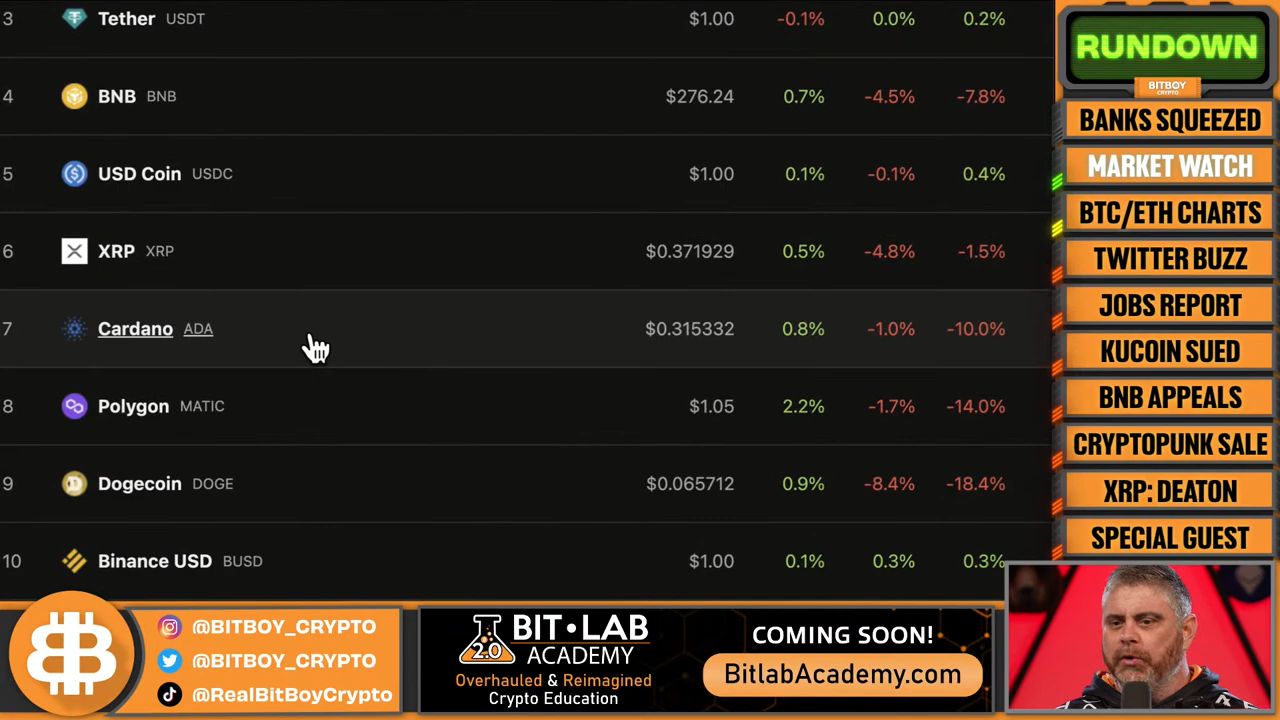 3 Tether USDT $1.00 -0.1% 0.0% 0.2%
4 BNB BNB $276.24 0.7% -4.5% -7.8%
5 USD Coin USDC $1.00 0.1% -0.1% 0.4%
6 XRP XRP $0.371929 0.5% -4.8% -1.5%
7 Cardano ADA $0.315332 0.8% -1.0% -10.0%
8 Polygon MATIC $1.05 2.2% -1.7% -14.0%
9 Dogecoin DOGE $0.065712 0.9% -8.4% -18.4%
10 Binance USD BUSD $1.00 0.1% 0.3% 0.3%
RUNDOWN
BITBOY
CRYPTO
BANKS SQUEEZED
MARKET WATCH
BTC/ETH CHARTS
TWITTER BUZZ
JOBS REPORT
KUCOIN SUED
BNB APPEALS
CRYPTOPUNK SALE
XRP: DEATON
SPECIAL GUEST
@BITBOY_CRYPTO
@BITBOY_CRYPTO
@RealBitBoyCrypto
2.0
BIT•LAB
ACADEMY
Overhauled & Reimagined
Crypto Education
COMING SOON!
BitlabAcademy.com